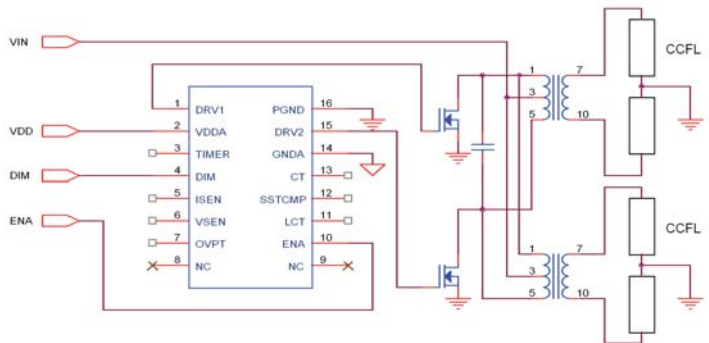 VIN
CCFL
1
7
3
5
10
1 DRV1 PGND 16
VDD 2 VDDA DRV2 15
3 TIMER GNDA 14
DIM 4 DIM CT 13
5 ISEN SSTCMP 12
ENA 6 VSEN LCT 11
7 OVPT ENA 10
8 NC NC 9
CCFL
1
7
3
5
10